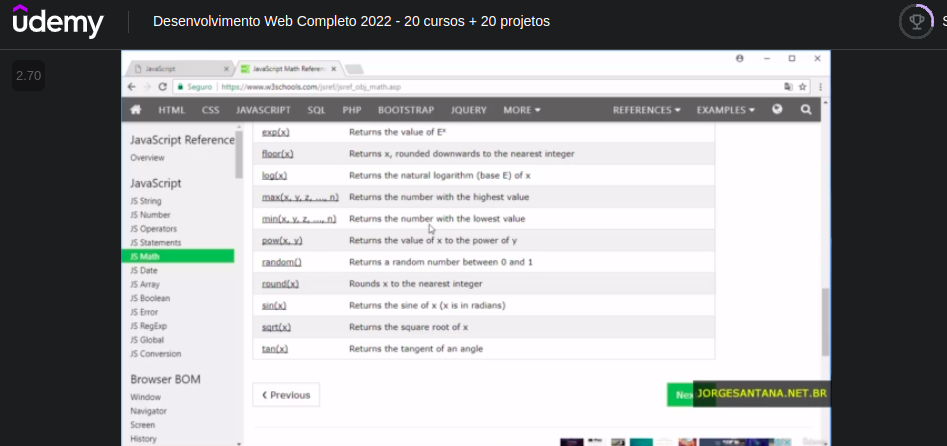 udemy
Desenvolvimento Web Completo 2022 - 20 cursos + 20 projetos
S
2.70
JavaScript
JavaScript Math Referen
Seguro
https://www.w3schools.com/jsref/jsref_obj_math.asp
HTML CSS JAVASCRIPT SQL PHP BOOTSTRAP JQUERY MORE REFERENCES EXAMPLES
JavaScript Reference
Overview
JavaScript
JS String
JS Number
JS Operators
JS Statements
JS Math
JS Date
JS Array
JS Boolean
JS Error
JS RegExp
JS Global
JS Conversion
Browser BOM
Window
Navigator
Screen
History
exp(x) Returns the value of Eˣ
floor(x) Returns x, rounded downwards to the nearest integer
log(x) Returns the natural logarithm (base E) of x
max(x, y, z, ..., n) Returns the number with the highest value
min(x, y, z, ..., n) Returns the number with the lowest value
pow(x, y) Returns the value of x to the power of y
random() Returns a random number between 0 and 1
round(x) Rounds x to the nearest integer
sin(x) Returns the sine of x (x is in radians)
sqrt(x) Returns the square root of x
tan(x) Returns the tangent of an angle
❮ Previous
Nex
JORGESANTANA.NET.BR